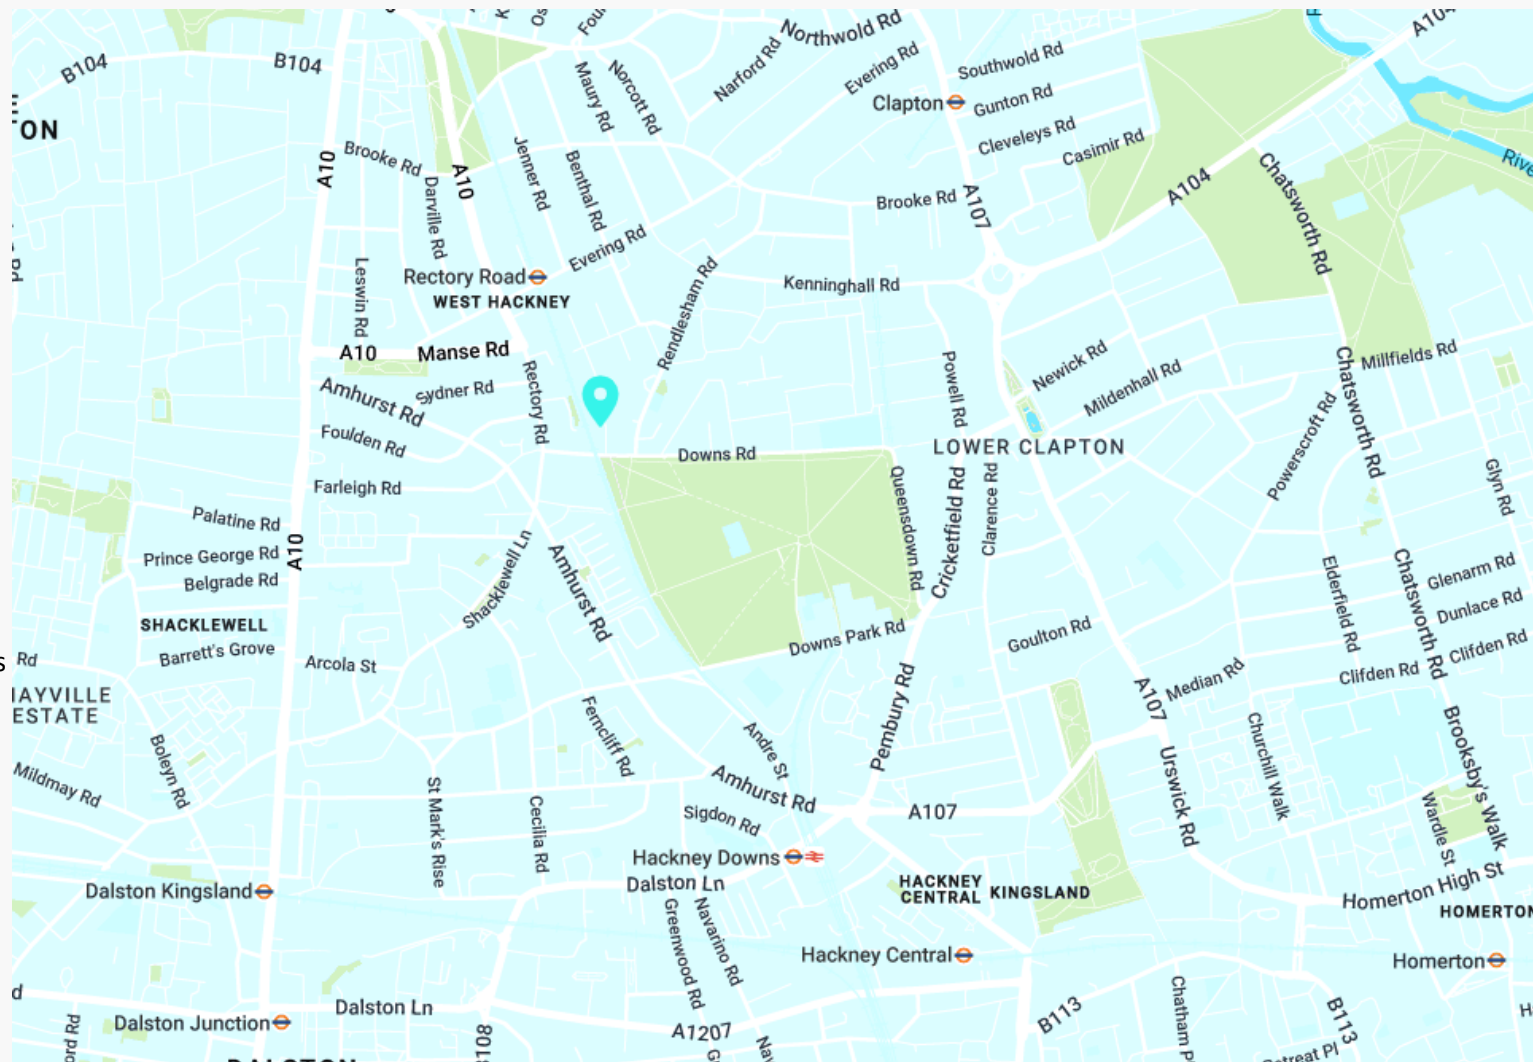 B104
B104
Northwold Rd
Narford Rd
Evering Rd
Southwold Rd
Clapton
Gunton Rd
Maury Rd
Norcott Rd
Cleveleys Rd
Casimir Rd
ON
A10
Brooke Rd
A10
Darville Rd
Jenner Rd
Benthal Rd
Brooke Rd
A107
A104
Chatsworth Rd
Evering Rd
Rectory Road
WEST HACKNEY
Leswin Rd
Rendlesham Rd
Kenninghall Rd
A10
Manse Rd
Amhurst Rd
Sydner Rd
Rectory Rd
Powell Rd
Newick Rd
Mildenhall Rd
Chatsworth Rd
Millfields Rd
Foulden Rd
Downs Rd
LOWER CLAPTON
Powerscroft Rd
Farleigh Rd
Queensdown Rd
Cricketfield Rd
Clarence Rd
Glyn Rd
Palatine Rd
A10
Prince George Rd
Belgrade Rd
Shacklewell Ln
Amhurst Rd
Elderfield Rd
Chatsworth Rd
Glenarm Rd
Dunlace Rd
SHACKLEWELL
Barrett's Grove
Arcola St
Downs Park Rd
Goulton Rd
Clifden Rd
Clifden Rd
Rd
ESTATE
Median Rd
A107
Pembury Rd
Boleyn Rd
Ferncliff Rd
Andre St
Churchill Walk
Brooksby's Walk
Mildmay Rd
St Mark's Rise
Cecilia Rd
Amhurst Rd
Sigdon Rd
A107
Urswick Rd
Wardle St
Hackney Downs
Dalston Ln
HACKNEY
CENTRAL
KINGSLAND
Dalston Kingsland
Greenwood Rd
Navarino Rd
Homerton High St
HOMERTON
Hackney Central
Homerton
Dalston Ln
Dalston Junction
A1207
B113
Chatham Pl
B113
DALSTON